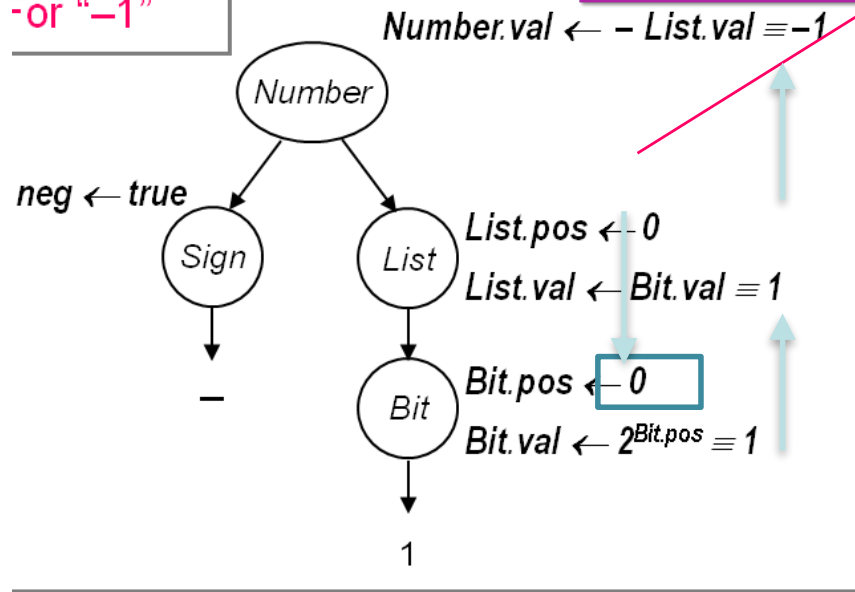 or “–1”
Number.val ← – List.val ≡ –1
Number
neg ← true
Sign
List
List.pos ← 0
List.val ← Bit.val ≡ 1
–
Bit
Bit.pos ← 0
Bit.val ← 2^Bit.pos ≡ 1
1